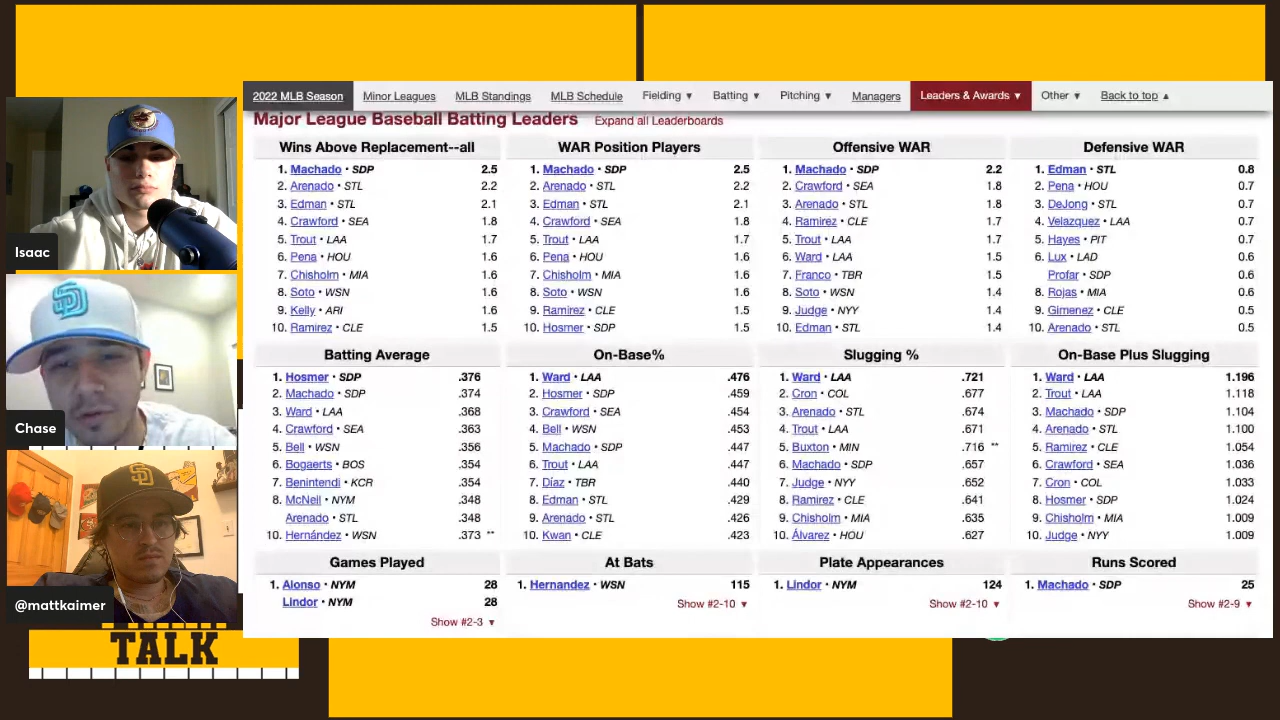 2022 MLB Season Minor Leagues MLB Standings MLB Schedule Fielding ▼ Batting ▼ Pitching ▼ Managers Leaders & Awards ▼ Other ▼ Back to top ▲
Major League Baseball Batting Leaders Expand all Leaderboards
Wins Above Replacement--all
1. Machado • SDP 2.5
2. Arenado • STL 2.2
3. Edman • STL 2.1
4. Crawford • SEA 1.8
5. Trout • LAA 1.7
6. Pena • HOU 1.6
7. Chisholm • MIA 1.6
8. Soto • WSN 1.6
9. Kelly • ARI 1.6
10. Ramirez • CLE 1.5
WAR Position Players
1. Machado • SDP 2.5
2. Arenado • STL 2.2
3. Edman • STL 2.1
4. Crawford • SEA 1.8
5. Trout • LAA 1.7
6. Pena • HOU 1.6
7. Chisholm • MIA 1.6
8. Soto • WSN 1.6
9. Ramirez • CLE 1.5
10. Hosmer • SDP 1.5
Offensive WAR
1. Machado • SDP 2.2
2. Crawford • SEA 1.8
3. Arenado • STL 1.8
4. Ramirez • CLE 1.7
5. Trout • LAA 1.7
6. Ward • LAA 1.5
7. Franco • TBR 1.5
8. Soto • WSN 1.4
9. Judge • NYY 1.4
10. Edman • STL 1.4
Defensive WAR
1. Edman • STL 0.8
2. Pena • HOU 0.7
3. DeJong • STL 0.7
4. Velazquez • LAA 0.7
5. Hayes • PIT 0.7
6. Lux • LAD 0.6
Profar • SDP 0.6
8. Rojas • MIA 0.6
9. Gimenez • CLE 0.5
10. Arenado • STL 0.5
Batting Average
1. Hosmer • SDP .376
2. Machado • SDP .374
3. Ward • LAA .368
4. Crawford • SEA .363
5. Bell • WSN .356
6. Bogaerts • BOS .354
7. Benintendi • KCR .354
8. McNeil • NYM .348
Arenado • STL .348
10. Hernández • WSN .373 **
On-Base%
1. Ward • LAA .476
2. Hosmer • SDP .459
3. Crawford • SEA .454
4. Bell • WSN .453
5. Machado • SDP .447
6. Trout • LAA .447
7. Díaz • TBR .440
8. Edman • STL .429
9. Arenado • STL .426
10. Kwan • CLE .423
Slugging %
1. Ward • LAA .721
2. Cron • COL .677
3. Arenado • STL .674
4. Trout • LAA .671
5. Buxton • MIN .716 **
6. Machado • SDP .657
7. Judge • NYY .652
8. Ramirez • CLE .641
9. Chisholm • MIA .635
10. Álvarez • HOU .627
On-Base Plus Slugging
1. Ward • LAA 1.196
2. Trout • LAA 1.118
3. Machado • SDP 1.104
4. Arenado • STL 1.100
5. Ramirez • CLE 1.054
6. Crawford • SEA 1.036
7. Cron • COL 1.033
8. Hosmer • SDP 1.024
9. Chisholm • MIA 1.009
10. Judge • NYY 1.009
Games Played
1. Alonso • NYM 28
Lindor • NYM 28
Show #2-3 ▼
At Bats
1. Hernandez • WSN 115
Show #2-10 ▼
Plate Appearances
1. Lindor • NYM 124
Show #2-10 ▼
Runs Scored
1. Machado • SDP 25
Show #2-9 ▼
Isaac
SD
Chase
SD
@mattkaimer
TALK